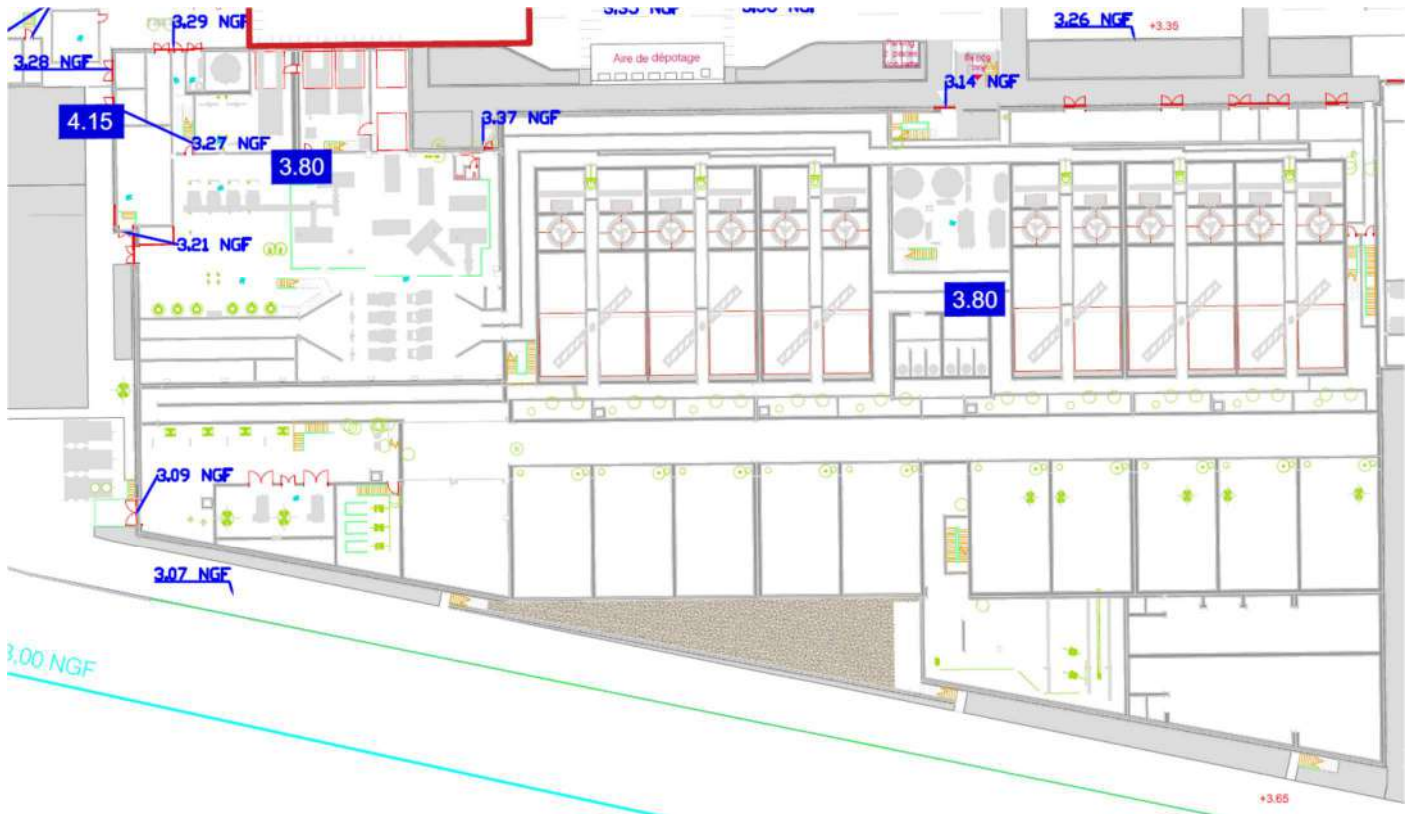 3.29 NGF
3.26 NGF
+3.35
3.28 NGF
Aire de dépotage
Parking
3.14 NGF
4.15
3.37 NGF
3.27 NGF
3.80
3.21 NGF
3.80
3.09 NGF
3.07 NGF
3,00 NGF
+3.65